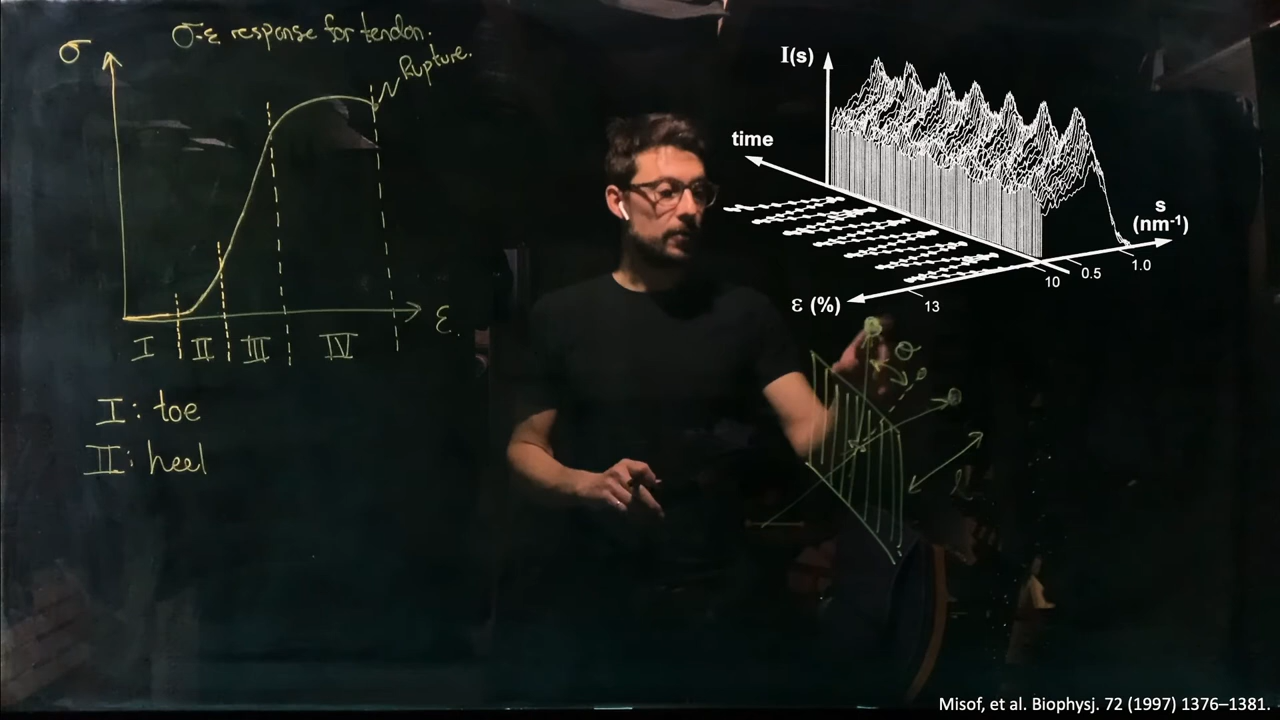 σ-ε response for tendon.
σ
Rupture.
ε.
I II III IV
I: toe
II: heel
I(s)
time
s
(nm-1)
1.0
0.5
10
ε (%)
13
θ
Misof, et al. Biophysj. 72 (1997) 1376–1381.